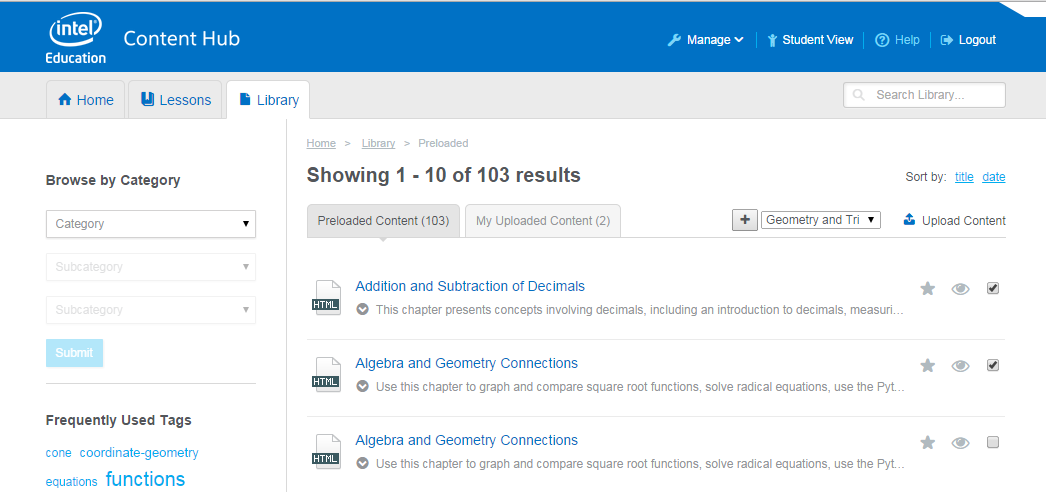 intel
Education
Content Hub
Manage
Student View
Help
Logout
Home
Lessons
Library
Search Library...
Home > Library > Preloaded
Showing 1 - 10 of 103 results
Sort by: title date
Browse by Category
Category
Subcategory
Subcategory
Submit
Frequently Used Tags
cone coordinate-geometry
equations functions
Preloaded Content (103)
My Uploaded Content (2)
+
Geometry and Tri
Upload Content
HTML
Addition and Subtraction of Decimals
This chapter presents concepts involving decimals, including an introduction to decimals, measuri...
HTML
Algebra and Geometry Connections
Use this chapter to graph and compare square root functions, solve radical equations, use the Pyt...
HTML
Algebra and Geometry Connections
Use this chapter to graph and compare square root functions, solve radical equations, use the Pyt...